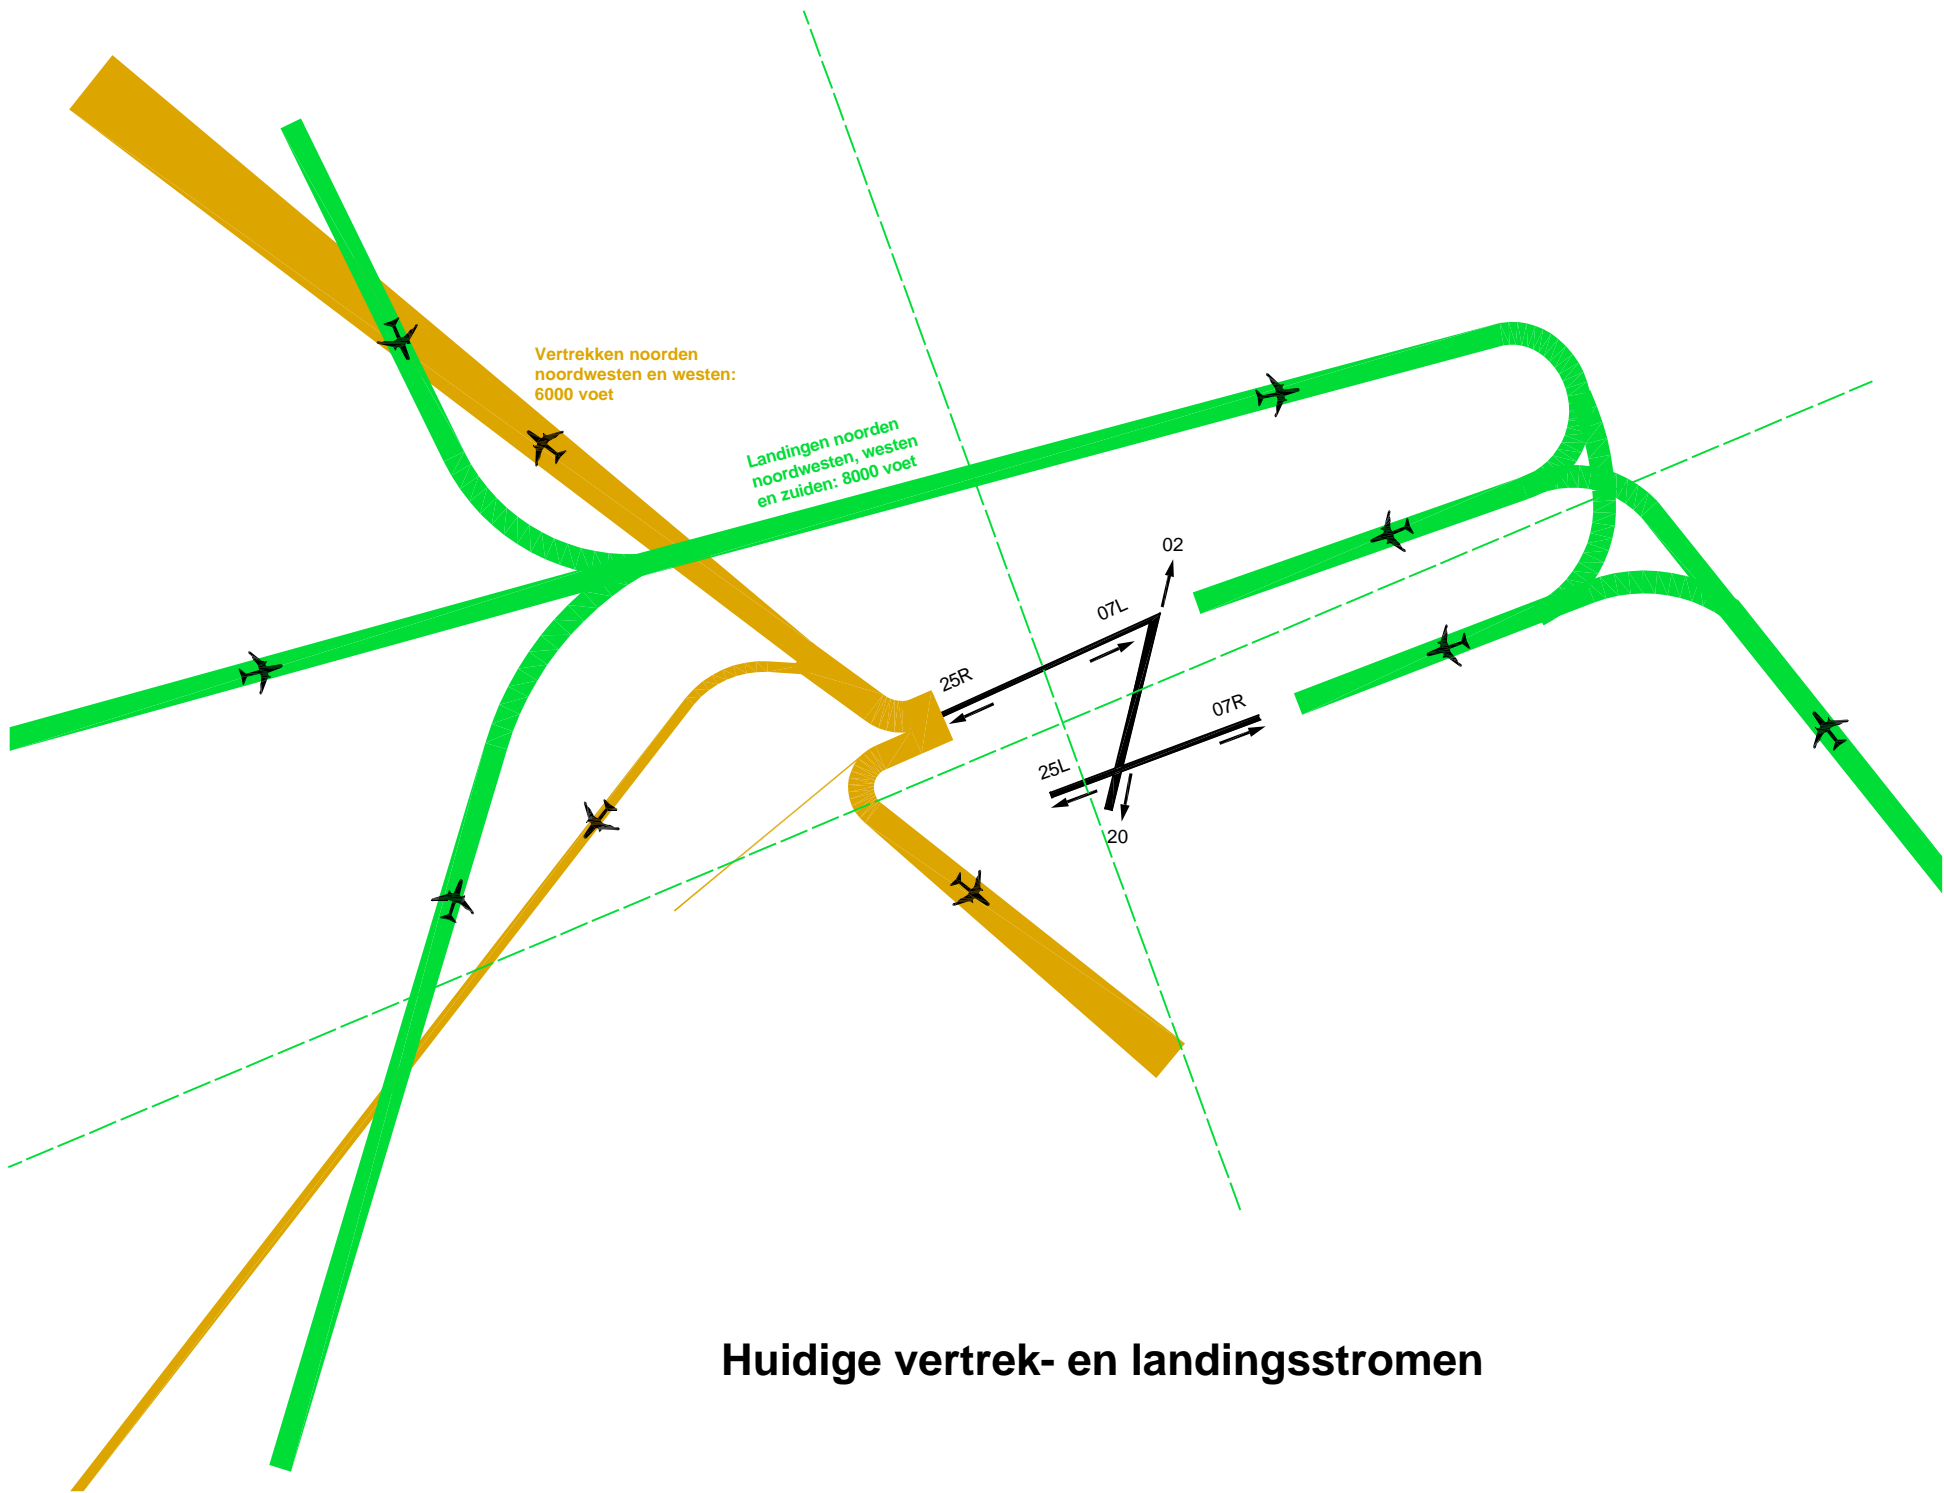 Vertrekken noorden
noordwesten en westen:
6000 voet
Landingen noorden
noordwesten, westen
en zuiden: 8000 voet
02
07L
25R
07R
25L
20
Huidige vertrek- en landingsstromen